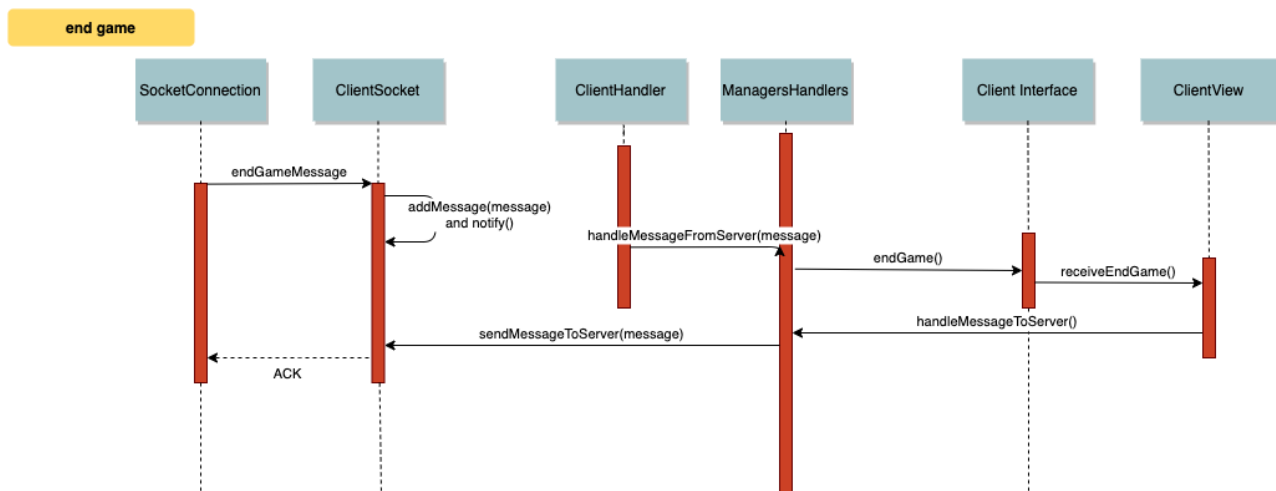 end game
SocketConnection
ClientSocket
ClientHandler
ManagersHandlers
Client Interface
ClientView
endGameMessage
addMessage(message)
and notify()
handleMessageFromServer(message)
endGame()
receiveEndGame()
handleMessageToServer()
sendMessageToServer(message)
ACK